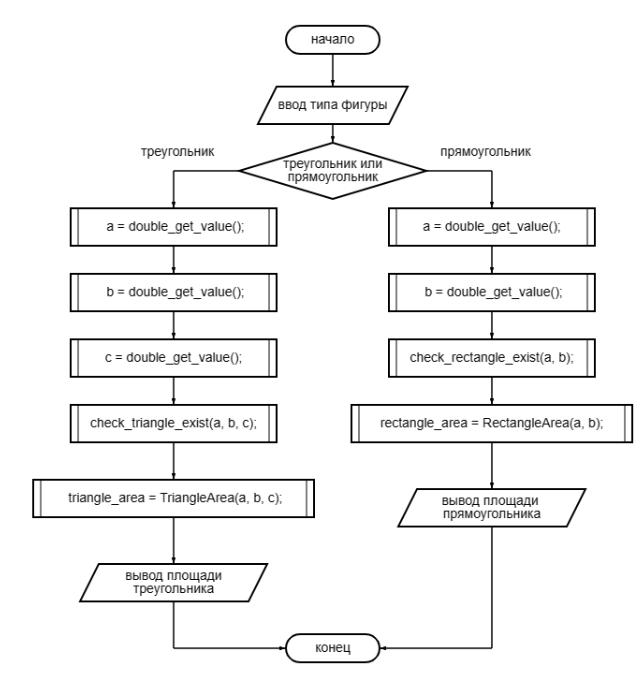 начало
ввод типа фигуры
треугольник
треугольник или
прямоугольник
прямоугольник
a = double_get_value();
b = double_get_value();
c = double_get_value();
check_triangle_exist(a, b, c);
triangle_area = TriangleArea(a, b, c);
вывод площади
треугольника
a = double_get_value();
b = double_get_value();
check_rectangle_exist(a, b);
rectangle_area = RectangleArea(a, b);
вывод площади
прямоугольника
конец